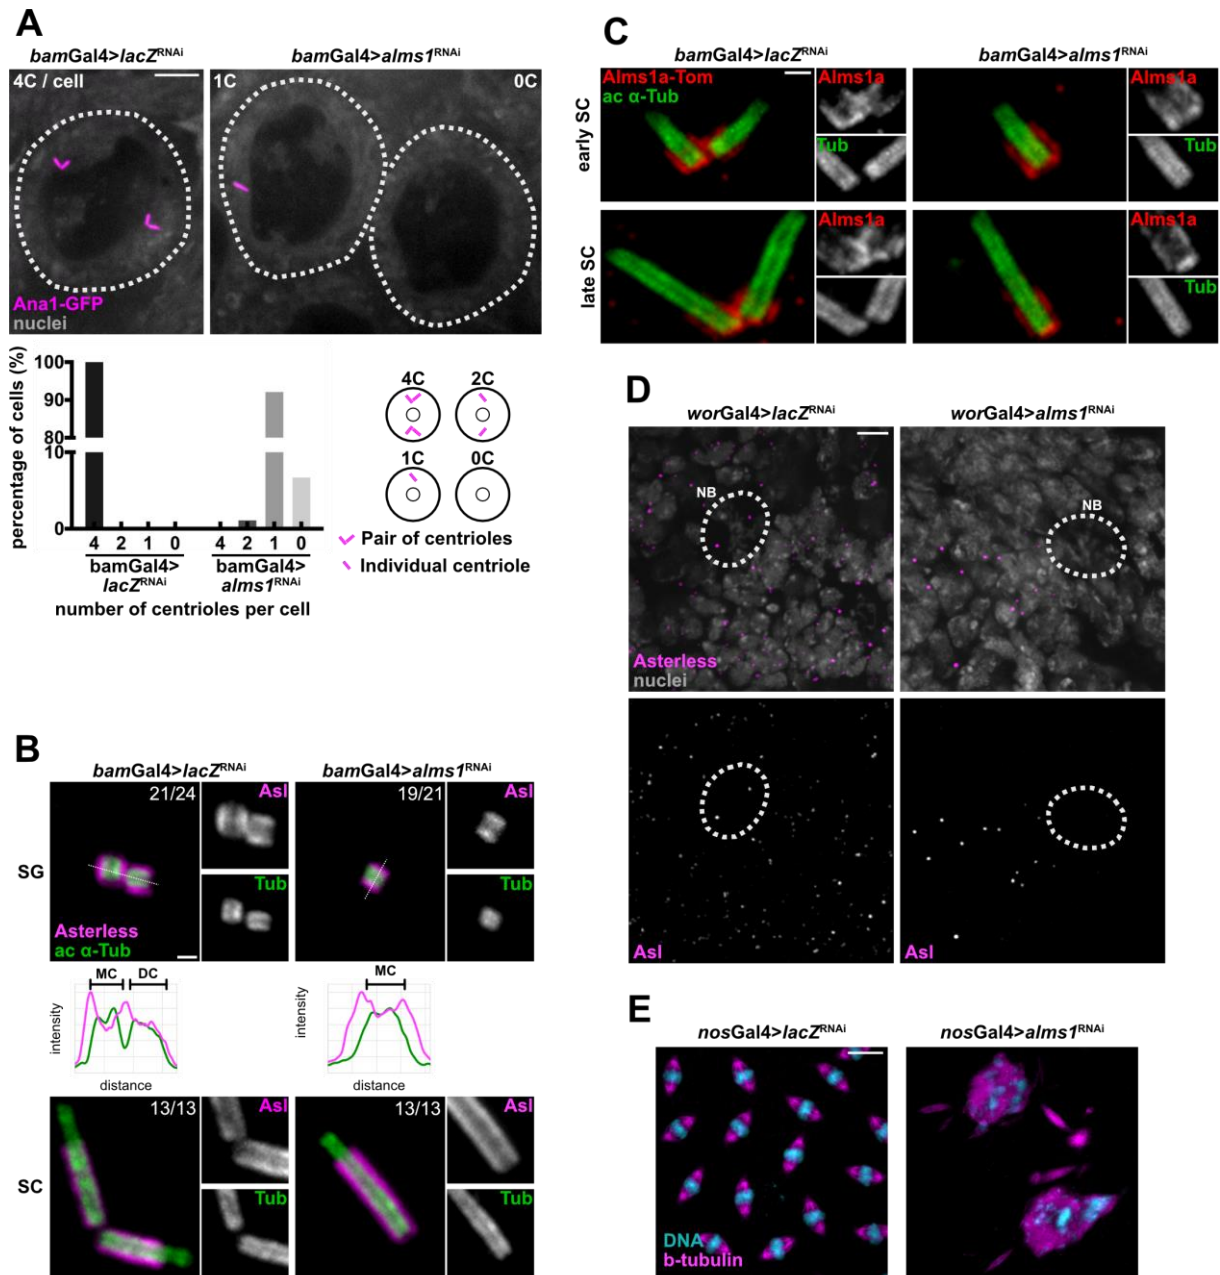 A
bamGal4>lacZRNAi
bamGal4>alms1RNAi
4C / cell
1C
0C
Ana1-GFP
nuclei
percentage of cells (%)
100
90
80
10
0
4 2 1 0 4 2 1 0
bamGal4>
lacZRNAi
bamGal4>
alms1RNAi
number of centrioles per cell
4C 2C
1C 0C
Pair of centrioles
Individual centriole
B
bamGal4>lacZRNAi
bamGal4>alms1RNAi
SG
21/24
Asl
Tub
Asterless
ac α-Tub
19/21
Asl
Tub
MC DC
intensity
distance
MC
intensity
distance
SC
13/13
Asl
Tub
13/13
Asl
Tub
C
bamGal4>lacZRNAi
bamGal4>alms1RNAi
early SC
Alms1a-Tom
ac α-Tub
Alms1a
Tub
Alms1a
Tub
late SC
Alms1a
Tub
Alms1a
Tub
D
worGal4>lacZRNAi
worGal4>alms1RNAi
NB
NB
Asterless
nuclei
Asl
Asl
E
nosGal4>lacZRNAi
nosGal4>alms1RNAi
DNA
b-tubulin